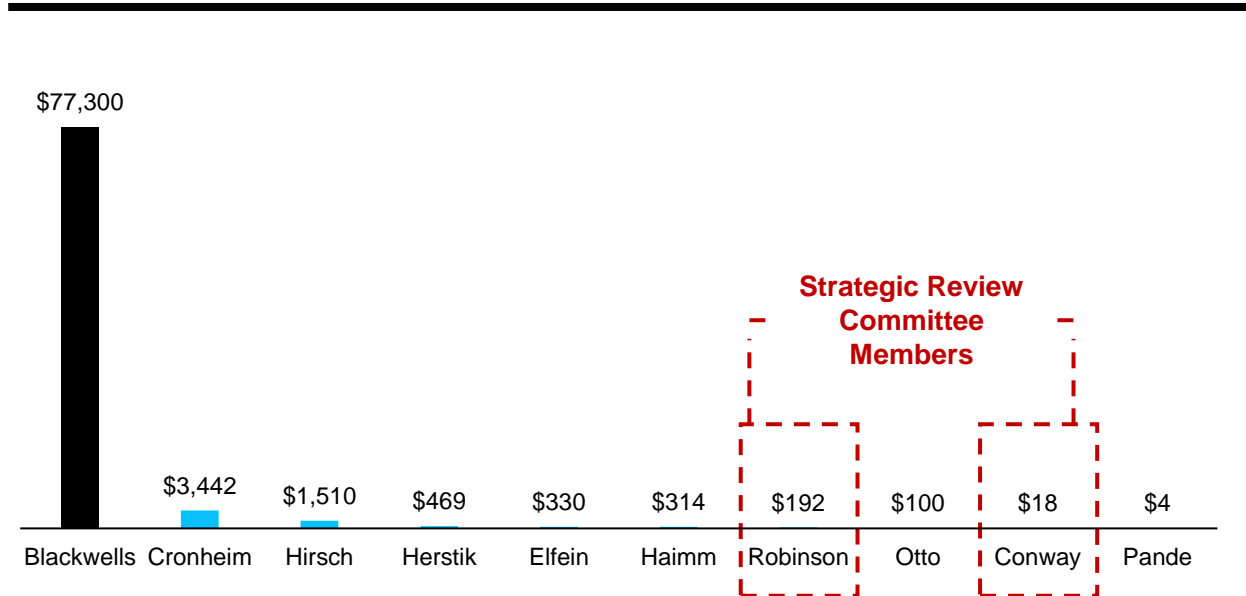 $77,300
Strategic Review
Committee
Members
$3,442
$1,510
$469
$330
$314
$192
$100
$18
$4
Blackwells
Cronheim
Hirsch
Herstik
Elfein
Haimm
Robinson
Otto
Conway
Pande